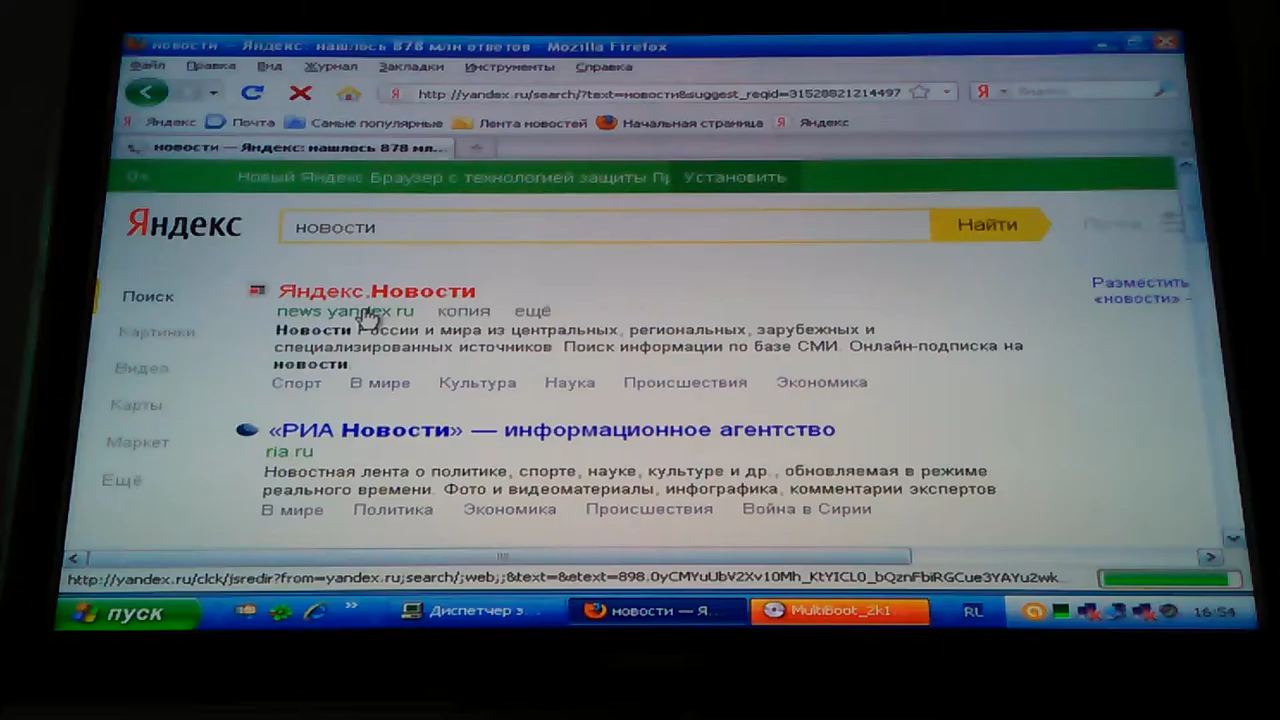 новости — Яндекс: нашлось 878 млн ответов - Mozilla Firefox
Файл Правка Вид Журнал Закладки Инструменты Справка
http://yandex.ru/search/?text=новости&suggest_reqid=31528821214497
Яндекс
Яндекс Почта Самые популярные Лента новостей Начальная страница Яндекс
новости — Яндекс: нашлось 878 мл...
0+ Новый Яндекс Браузер с технологией защиты Пр Установить
Яндекс новости Найти Почта
Поиск
Картинки
Видео
Карты
Маркет
Ещё
Яндекс.Новости
news.yandex.ru копия ещё
Новости России и мира из центральных, региональных, зарубежных и
специализированных источников. Поиск информации по базе СМИ. Онлайн-подписка на
новости.
Спорт В мире Культура Наука Происшествия Экономика
«РИА Новости» — информационное агентство
ria.ru
Новостная лента о политике, спорте, науке, культуре и др., обновляемая в режиме
реального времени. Фото и видеоматериалы, инфографика, комментарии экспертов
В мире Политика Экономика Происшествия Война в Сирии
Разместить
«новости» -
http://yandex.ru/clck/jsredir?from=yandex.ru;search/;web;;&text=&etext=898.0yCMYuUbV2Xv10Mh_KtYICL0_bQznFbiRGCue3YAYu2wk...
пуск Диспетчер з... новости — Я... MultiBoot_2k1... RL 16:54